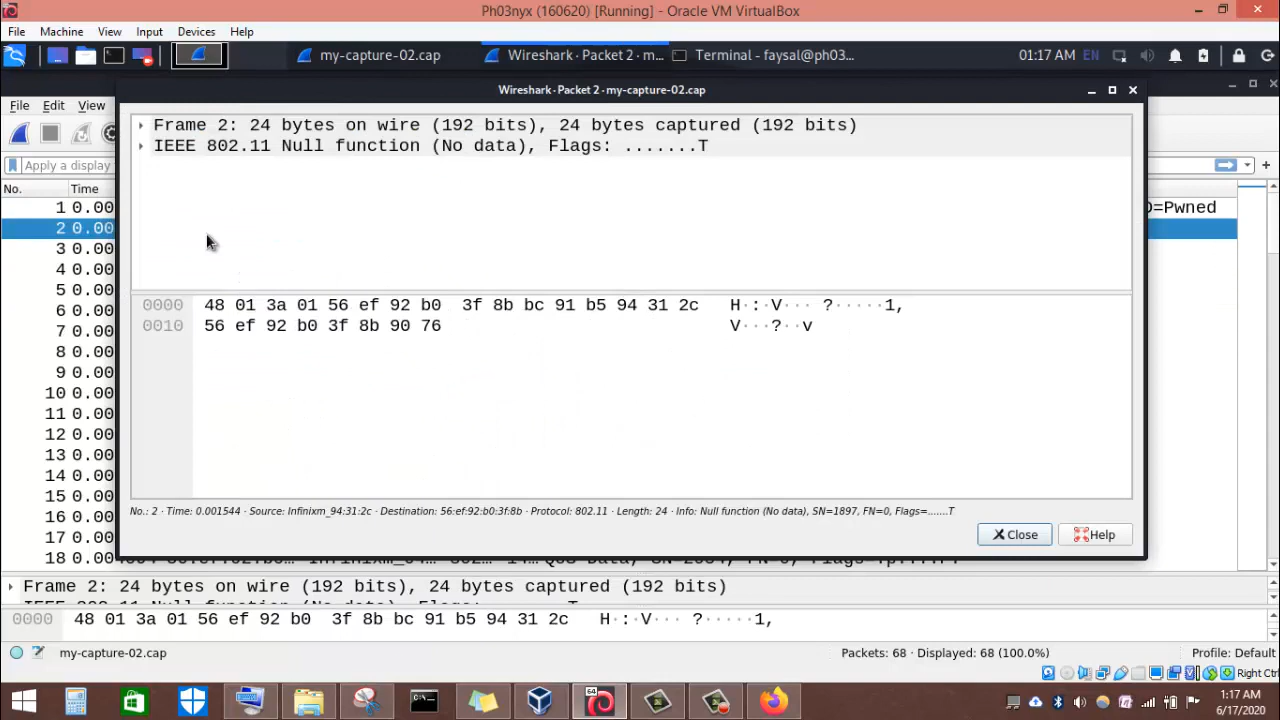 Ph03nyx (160620) [Running] - Oracle VM VirtualBox
File Machine View Input Devices Help
my-capture-02.cap Wireshark · Packet 2 · m... Terminal - faysal@ph03... 01:17 AM EN
Wireshark · Packet 2 · my-capture-02.cap
File Edit View
Frame 2: 24 bytes on wire (192 bits), 24 bytes captured (192 bits)
IEEE 802.11 Null function (No data), Flags: .......T
Apply a display
No. Time
1 0.00 D=Pwned
2 0.00
3 0.00
4 0.00
5 0.00
6 0.00
7 0.00
8 0.00
9 0.00
10 0.00
11 0.00
12 0.00
13 0.00
14 0.00
15 0.00
16 0.00
17 0.00
18
0000 48 01 3a 01 56 ef 92 b0 3f 8b bc 91 b5 94 31 2c H·:·V··· ?·····1,
0010 56 ef 92 b0 3f 8b 90 76 V···?··v
No.: 2 · Time: 0.001544 · Source: Infinixm_94:31:2c · Destination: 56:ef:92:b0:3f:8b · Protocol: 802.11 · Length: 24 · Info: Null function (No data), SN=1897, FN=0, Flags=.......T
Close Help
Frame 2: 24 bytes on wire (192 bits), 24 bytes captured (192 bits)
0000 48 01 3a 01 56 ef 92 b0 3f 8b bc 91 b5 94 31 2c H·:·V··· ?·····1,
my-capture-02.cap Packets: 68 · Displayed: 68 (100.0%) Profile: Default
Right Ctrl
64
1:17 AM
6/17/2020